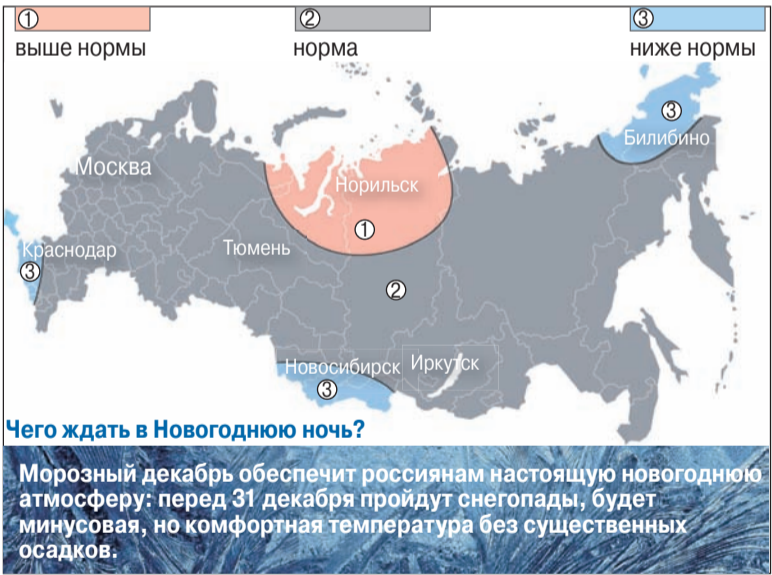 1
выше нормы
2
норма
3
ниже нормы
3
Билибино
Москва
Норильск
1
Краснодар
3
Тюмень
2
Новосибирск
3
Иркутск
Чего ждать в Новогоднюю ночь?
Морозный декабрь обеспечит россиянам настоящую новогоднюю
атмосферу: перед 31 декабря пройдут снегопады, будет
минусовая, но комфортная температура без существенных
осадков.